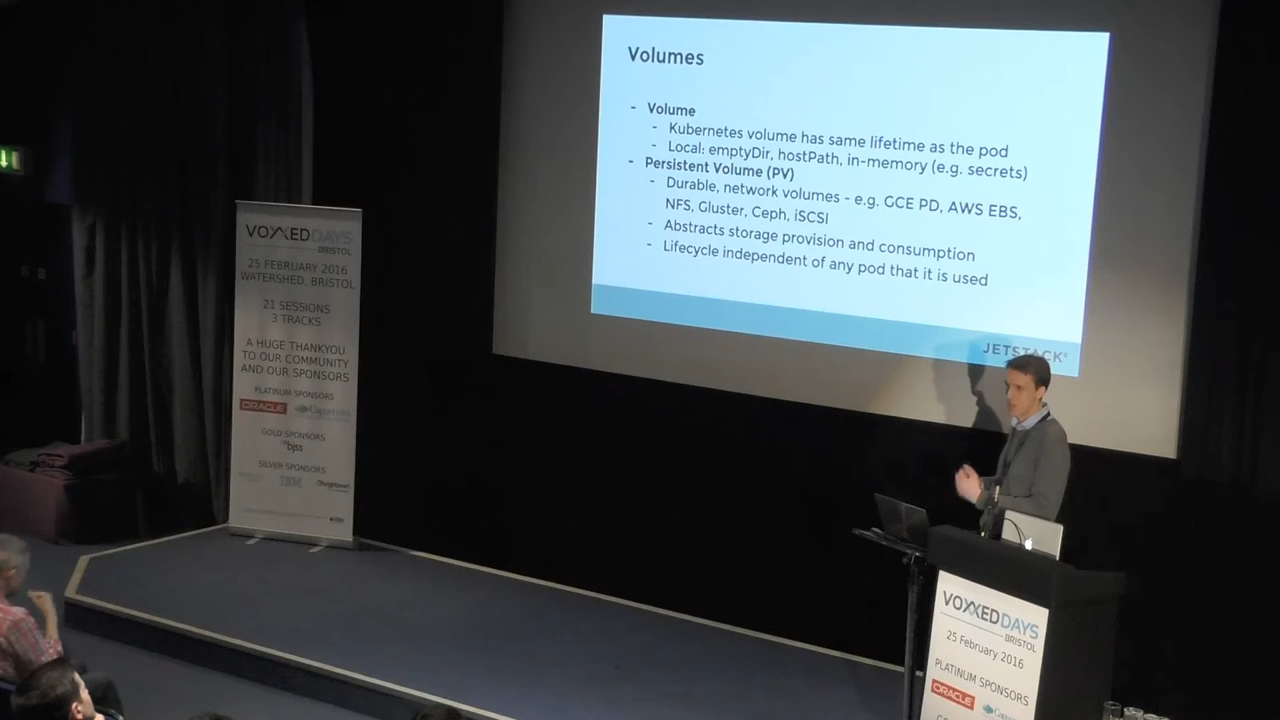 Volumes
- Volume
- Kubernetes volume has same lifetime as the pod
- Local: emptyDir, hostPath, in-memory (e.g. secrets)
- Persistent Volume (PV)
- Durable, network volumes - e.g. GCE PD, AWS EBS,
NFS, Gluster, Ceph, iSCSI
- Abstracts storage provision and consumption
- Lifecycle independent of any pod that it is used
JETSTACK
VOXXEDDAYS
BRISTOL
25 FEBRUARY 2016
WATERSHED, BRISTOL
21 SESSIONS
3 TRACKS
A HUGE THANKYOU
TO OUR COMMUNITY
AND OUR SPONSORS
PLATINUM SPONSORS
ORACLE Capgemini
GOLD SPONSORS
bjss
SILVER SPONSORS
IBM
VOXXEDDAYS
BRISTOL
25 February 2016
PLATINUM SPONSORS
ORACLE